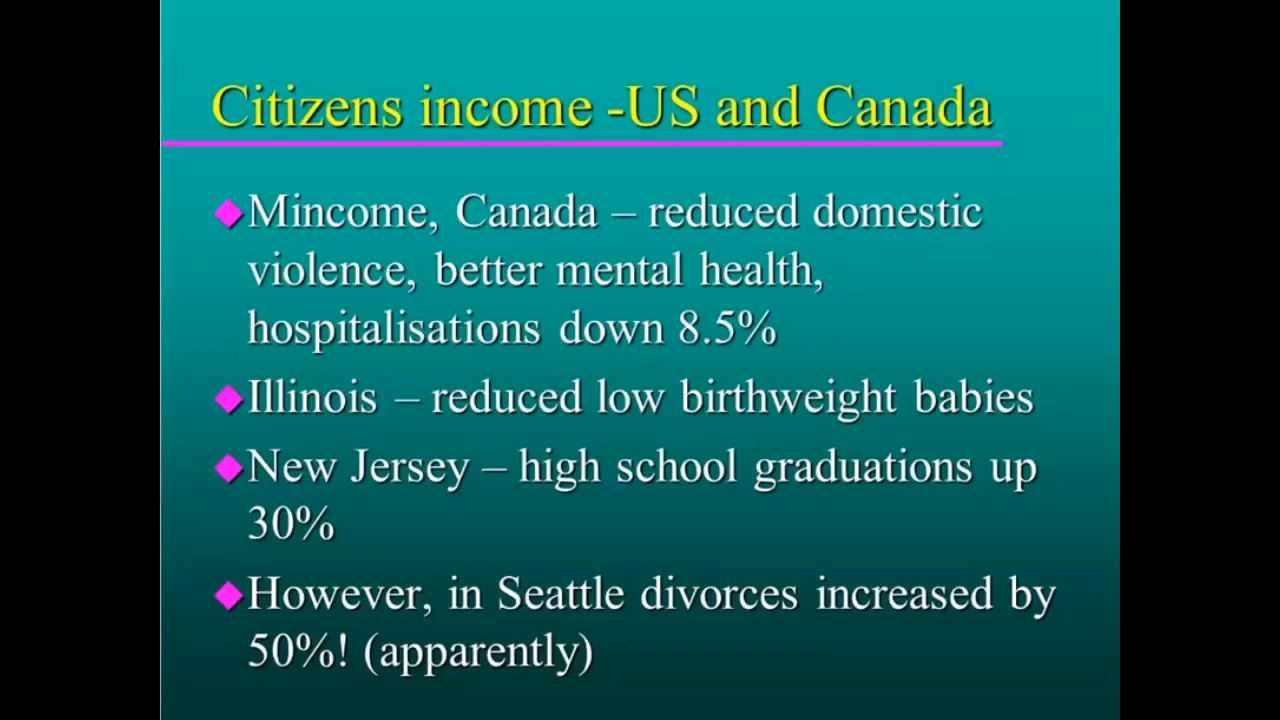 Citizens income -US and Canada
Mincome, Canada – reduced domestic
violence, better mental health,
hospitalisations down 8.5%
Illinois – reduced low birthweight babies
New Jersey – high school graduations up
30%
However, in Seattle divorces increased by
50%! (apparently)